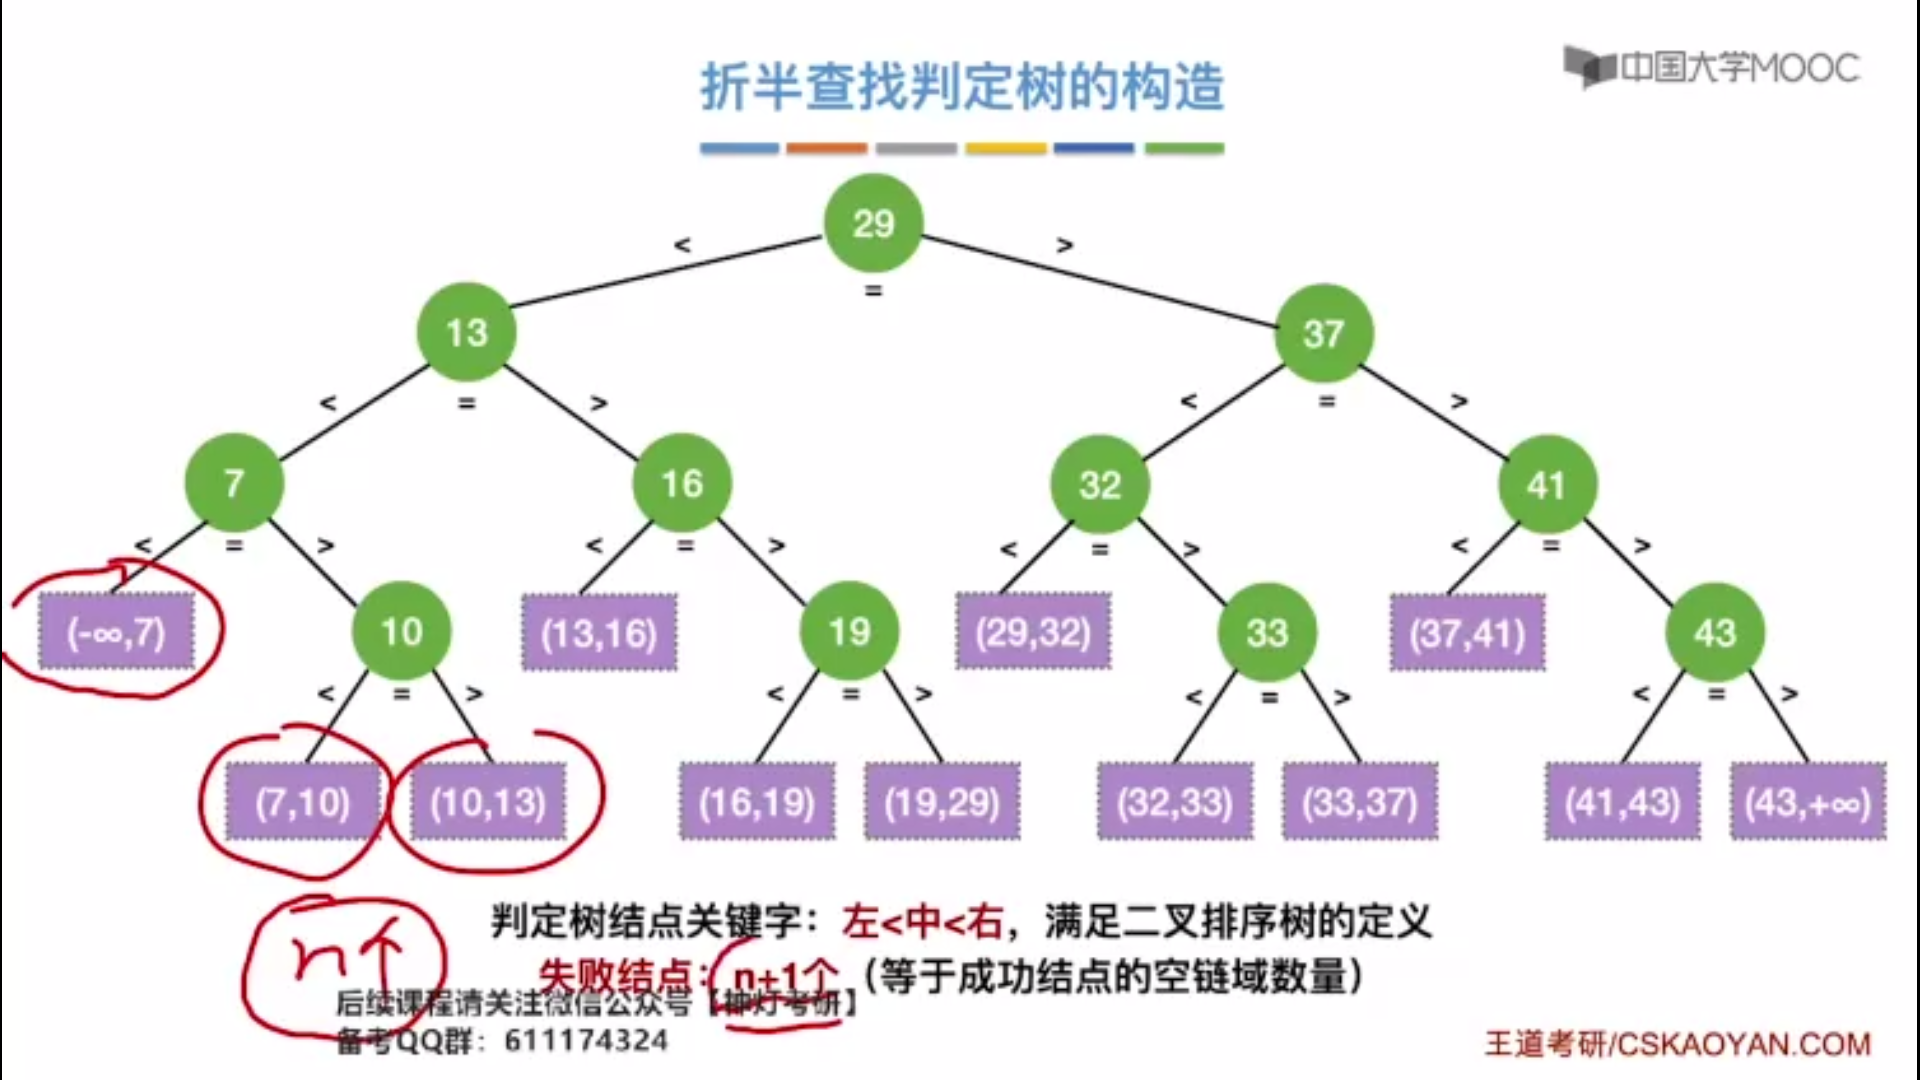 折半查找判定树的构造
中国大学MOOC
29
< >
=
13 37
< = > < = >
7 16 32 41
< = > < = > < = > < = >
(-∞,7) 10 (13,16) 19 (29,32) 33 (37,41) 43
< = > < = > < = > < = >
(7,10) (10,13) (16,19) (19,29) (32,33) (33,37) (41,43) (43,+∞)
判定树结点关键字：左<中<右，满足二叉排序树的定义
n个
失败结点：n+1个（等于成功结点的空链域数量）
后续课程请关注微信公众号【神灯考研】
备考QQ群：611174324
王道考研/CSKAOYAN.COM